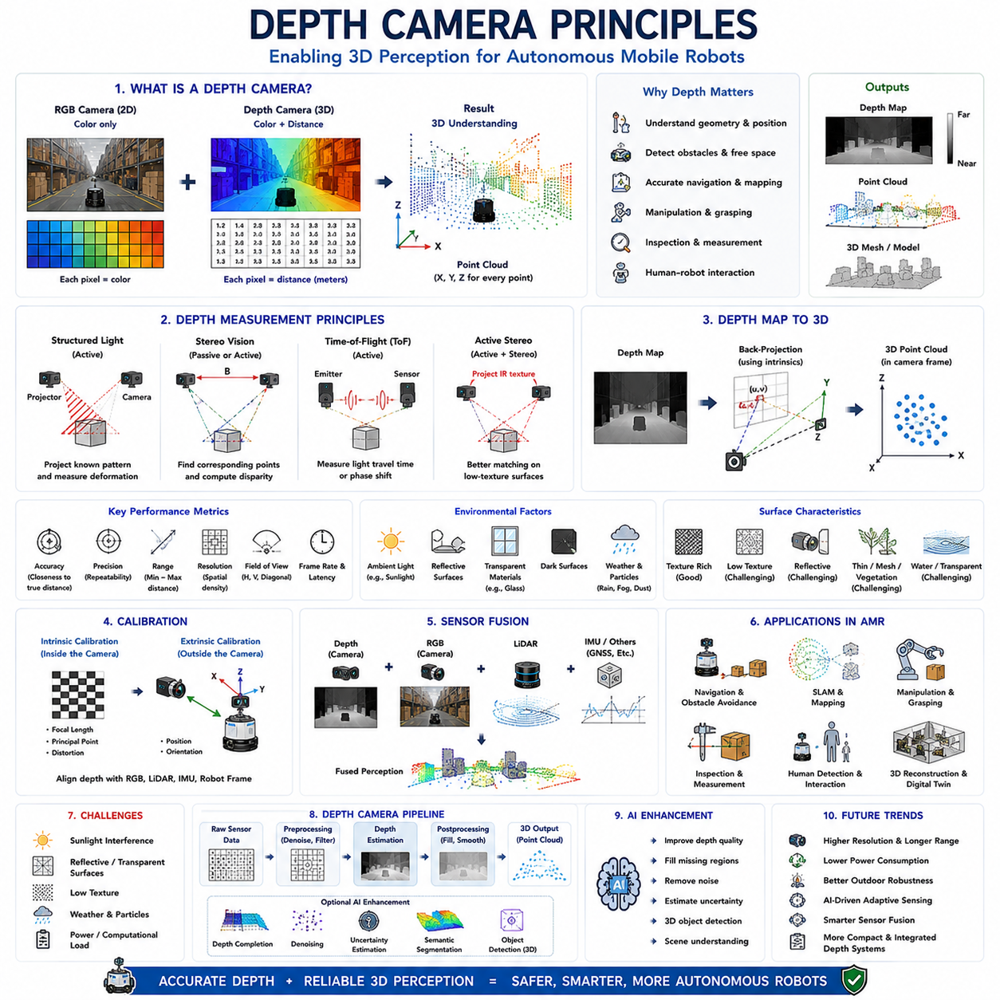 DEPTH CAMERA PRINCIPLES
Enabling 3D Perception for Autonomous Mobile Robots
1. WHAT IS A DEPTH CAMERA?
RGB Camera (2D)
Color only
Each pixel = color
Depth Camera (3D)
Color + Distance
Each pixel = distance (meters)
Result
3D Understanding
Z
Y
X
Point Cloud
(X, Y, Z for every point)
Why Depth Matters
Understand geometry & position
Detect obstacles & free space
Accurate navigation & mapping
Manipulation & grasping
Inspection & measurement
Human-robot interaction
Outputs
Depth Map
Far
Near
Point Cloud
3D Mesh / Model
2. DEPTH MEASUREMENT PRINCIPLES
Structured Light
(Active)
Projector
Camera
Project known pattern
and measure deformation
Stereo Vision
(Passive or Active)
B
Find corresponding points
and compute disparity
Time-of-Flight (ToF)
(Active)
Emitter
Sensor
Measure light travel time
or phase shift
Active Stereo
(Active + Stereo)
Project IR texture
Better matching on
low-texture surfaces
3. DEPTH MAP TO 3D
Depth Map
Back-Projection
(using intrinsics)
(u,v)
Y
Z
3D Point Cloud
(in camera frame)
Z
X
X
Key Performance Metrics
Accuracy
(Closeness to
true distance)
Precision
(Repeatability)
Range
(Min – Max
distance)
Resolution
(Spatial
density)
Field of View
(H, V, Diagonal)
Frame Rate &
Latency
Environmental Factors
Ambient Light
(e.g., Sunlight)
Reflective
Surfaces
Transparent
Materials
(e.g., Glass)
Dark Surfaces
Weather &
Particles
(Rain, Fog, Dust)
Surface Characteristics
Texture Rich
(Good)
Low Texture
(Challenging)
Reflective
(Challenging)
Thin / Mesh /
Vegetation
(Challenging)
Water / Transparent
(Challenging)
4. CALIBRATION
Intrinsic Calibration
(Inside the Camera)
• Focal Length
• Principal Point
• Distortion
Extrinsic Calibration
(Outside the Camera)
X
Z
Y
• Position
• Orientation
Align depth with RGB, LiDAR, IMU, Robot Frame
5. SENSOR FUSION
Depth
(Camera)
+
RGB
(Camera)
+
LiDAR
+
IMU / Others
(GNSS, Etc.)
Fused Perception
6. APPLICATIONS IN AMR
Navigation &
Obstacle Avoidance
SLAM &
Mapping
Manipulation &
Grasping
Inspection &
Measurement
Human Detection &
Interaction
3D Reconstruction &
Digital Twin
7. CHALLENGES
Sunlight Interference
Reflective / Transparent
Surfaces
Low Texture
Weather & Particles
Power / Computational
Load
8. DEPTH CAMERA PIPELINE
Raw Sensor
Data
Preprocessing
(Denoise, Filter)
Depth
Estimation
Postprocessing
(Fill, Smooth)
3D Output
(Point Cloud)
Optional AI Enhancement
Depth Completion
Denoising
Uncertainty
Estimation
Semantic
Segmentation
Object
Detection (3D)
9. AI ENHANCEMENT
AI
Improve depth quality
Fill missing regions
Remove noise
Estimate uncertainty
3D object detection
Scene understanding
10. FUTURE TRENDS
Higher Resolution & Longer Range
Lower Power Consumption
Better Outdoor Robustness
AI-Driven Adaptive Sensing
Smarter Sensor Fusion
More Compact & Integrated
Depth Systems
ACCURATE DEPTH + RELIABLE 3D PERCEPTION = SAFER, SMARTER, MORE AUTONOMOUS ROBOTS